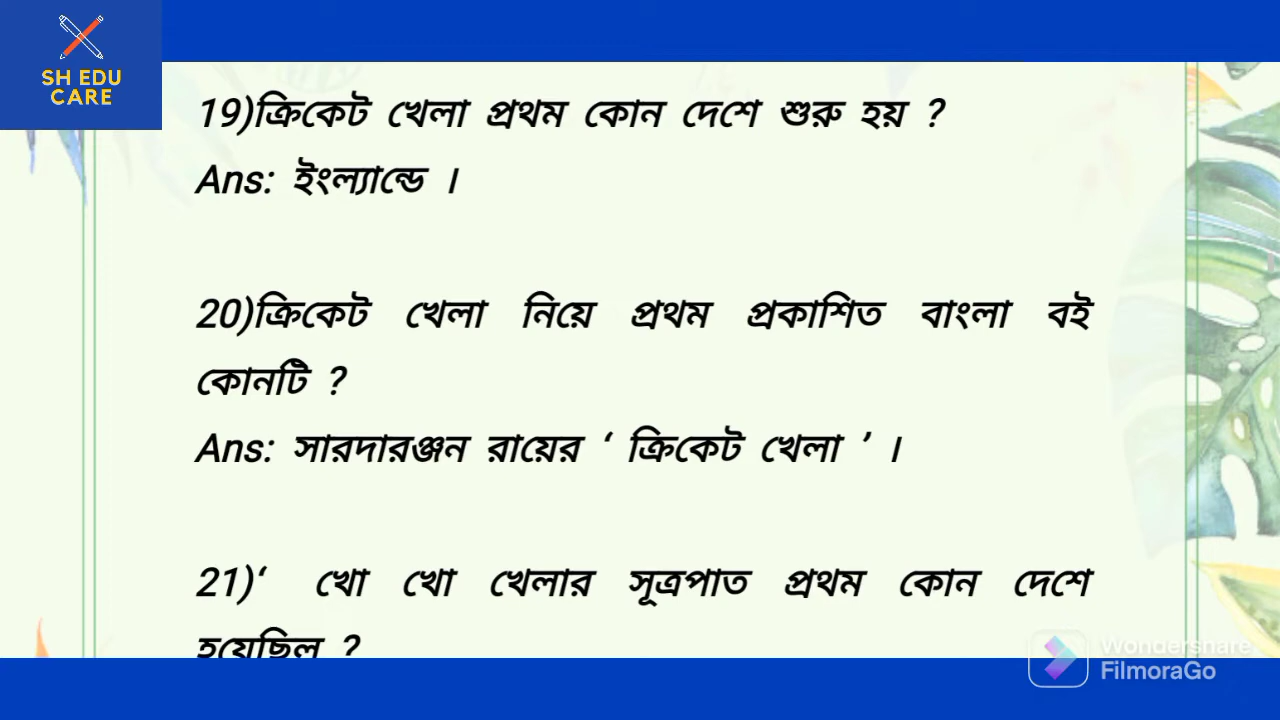 SH EDU
CARE
19)ক্রিকেট খেলা প্রথম কোন দেশে শুরু হয় ?
Ans: ইংল্যান্ডে ।
20)ক্রিকেট খেলা নিয়ে প্রথম প্রকাশিত বাংলা বই
কোনটি ?
Ans: সারদারঞ্জন রায়ের ‘ ক্রিকেট খেলা ’ ।
21)‘ খো খো খেলার সূত্রপাত প্রথম কোন দেশে
হয়েছিল ?
Wondershare
FilmoraGo